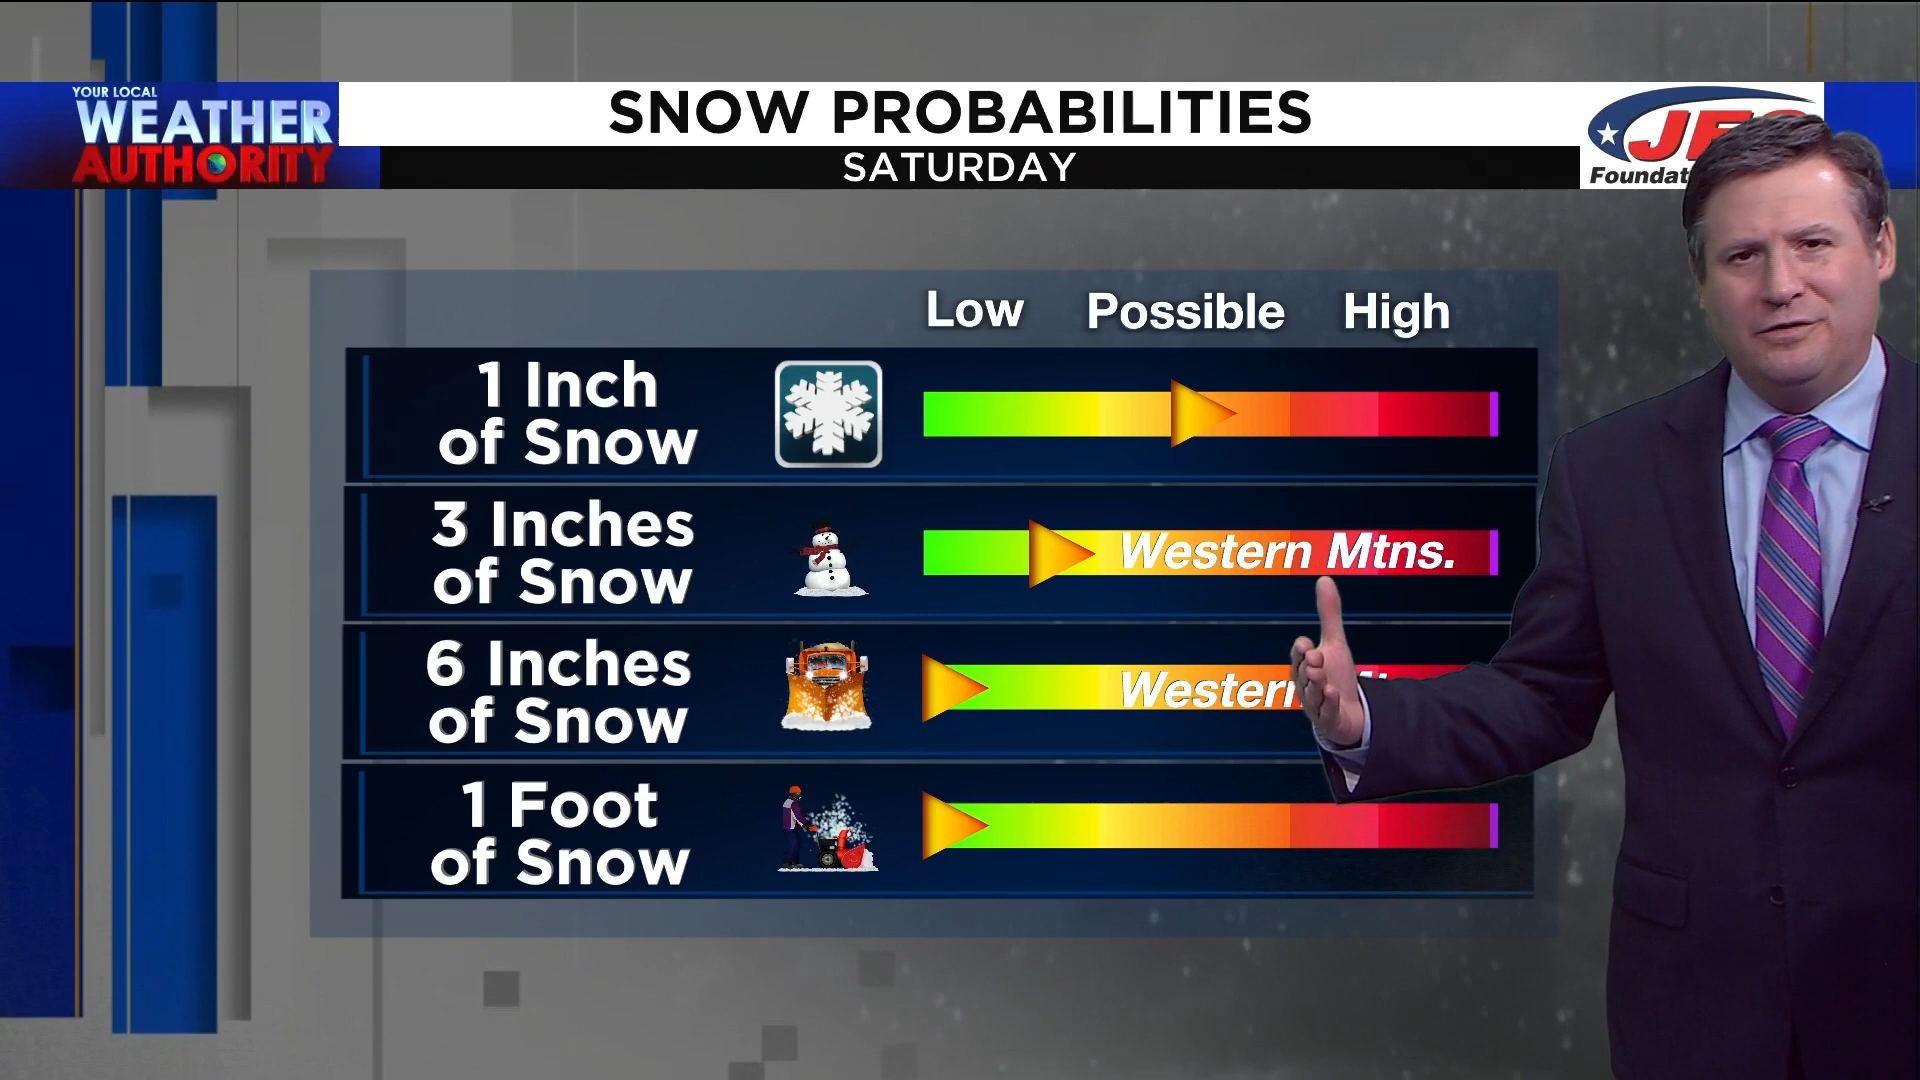 YOUR LOCAL
WEATHER
AUTHORITY
SNOW PROBABILITIES
SATURDAY
Low Possible High
1 Inch
of Snow
3 Inches
of Snow
Western Mtns.
6 Inches
of Snow
Western
1 Foot
of Snow